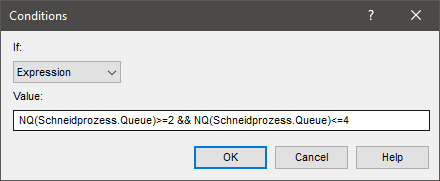 Conditions
?
If:
Expression
Value:
NQ(Schneidprozess.Queue)>=2 && NQ(Schneidprozess.Queue)<=4
OK Cancel Help